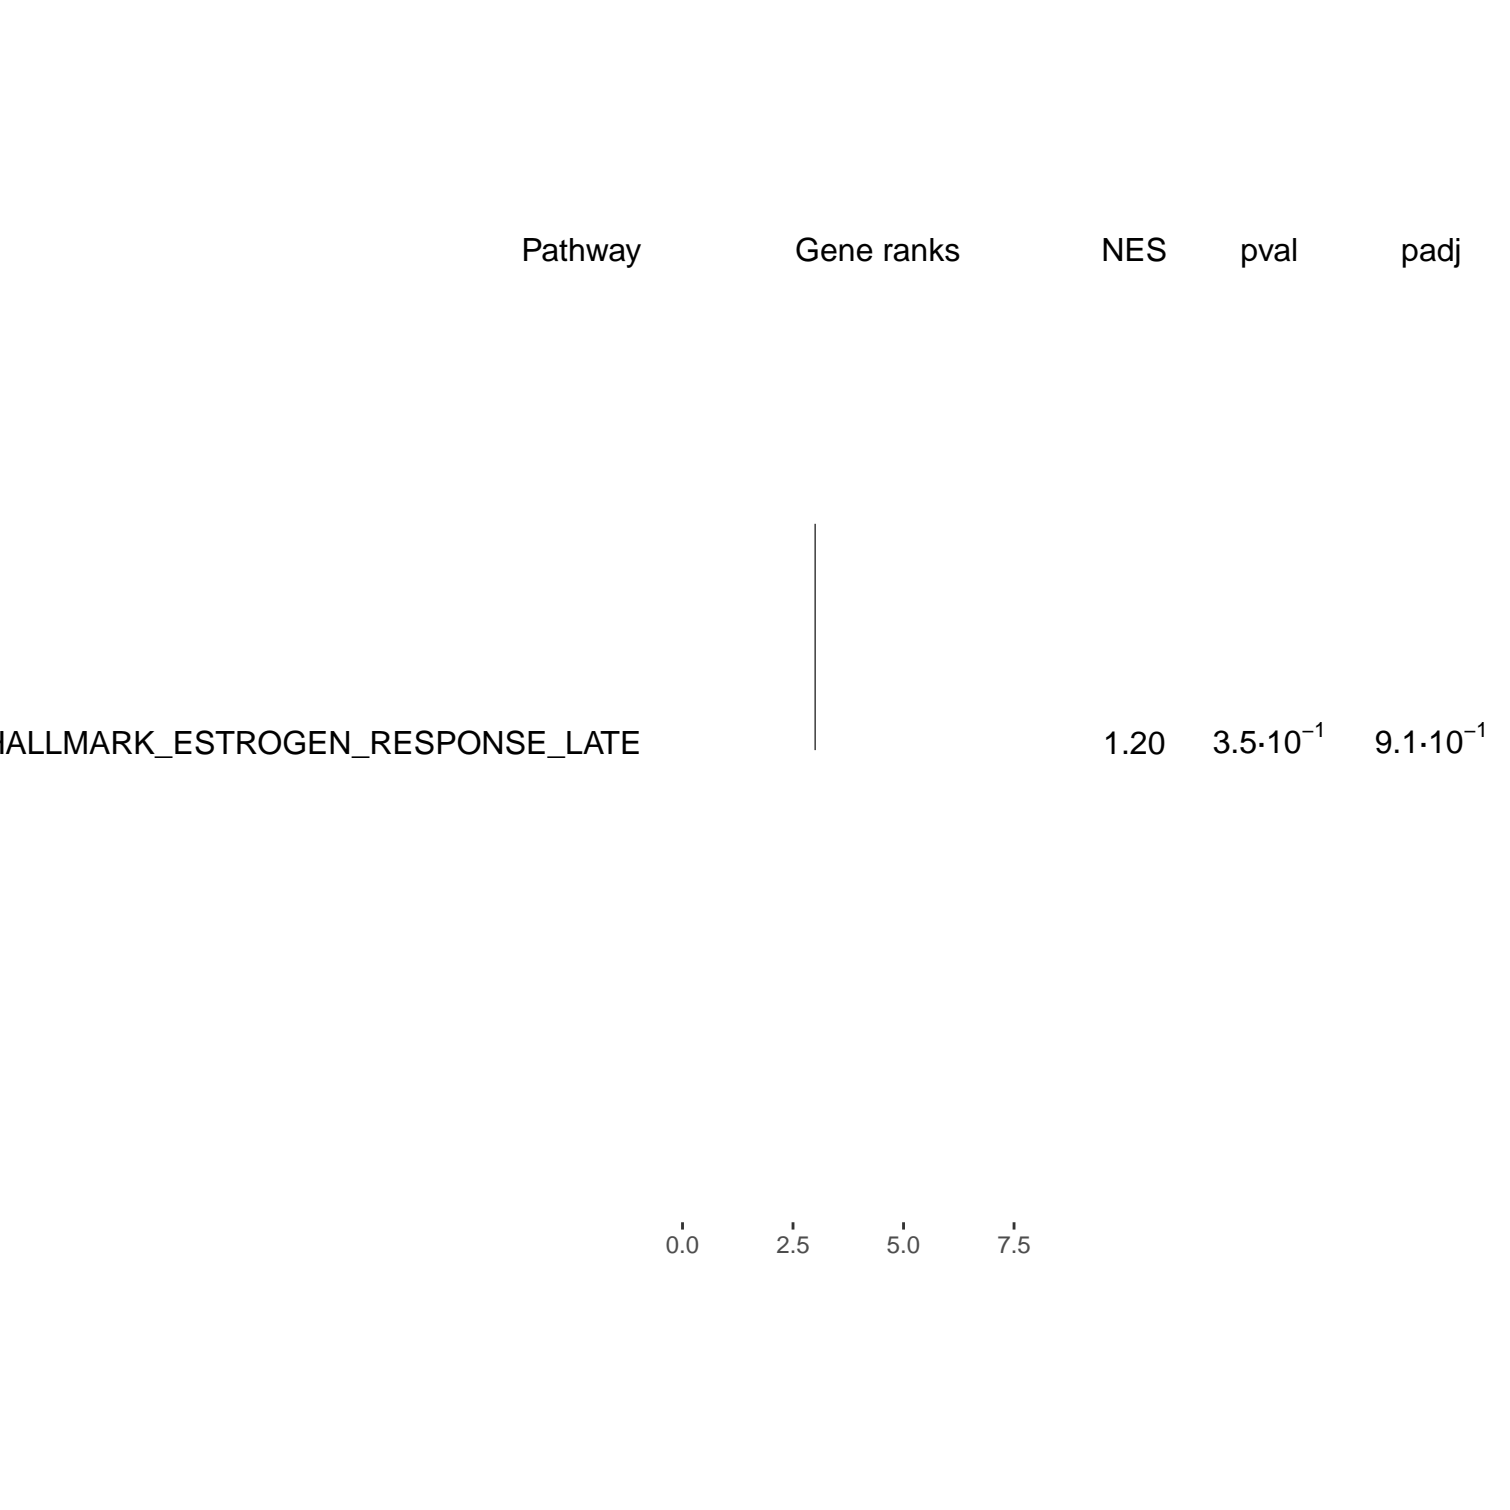 Pathway Gene ranks NES pval padj
HALLMARK_ESTROGEN_RESPONSE_LATE 1.20 3.5·10⁻¹ 9.1·10⁻¹
0.0 2.5 5.0 7.5